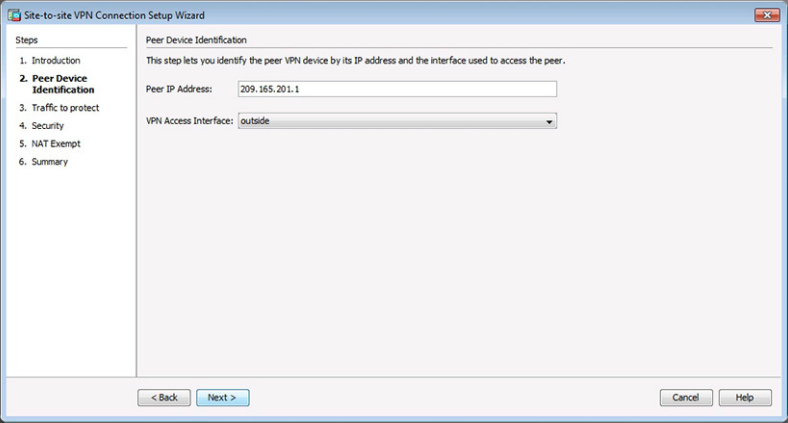 Site-to-site VPN Connection Setup Wizard
Steps
1. Introduction
2. Peer Device
Identification
3. Traffic to protect
4. Security
5. NAT Exempt
6. Summary
Peer Device Identification
This step lets you identify the peer VPN device by its IP address and the interface used to access the peer.
Peer IP Address: 209.165.201.1
VPN Access Interface: outside
< Back Next > Cancel Help